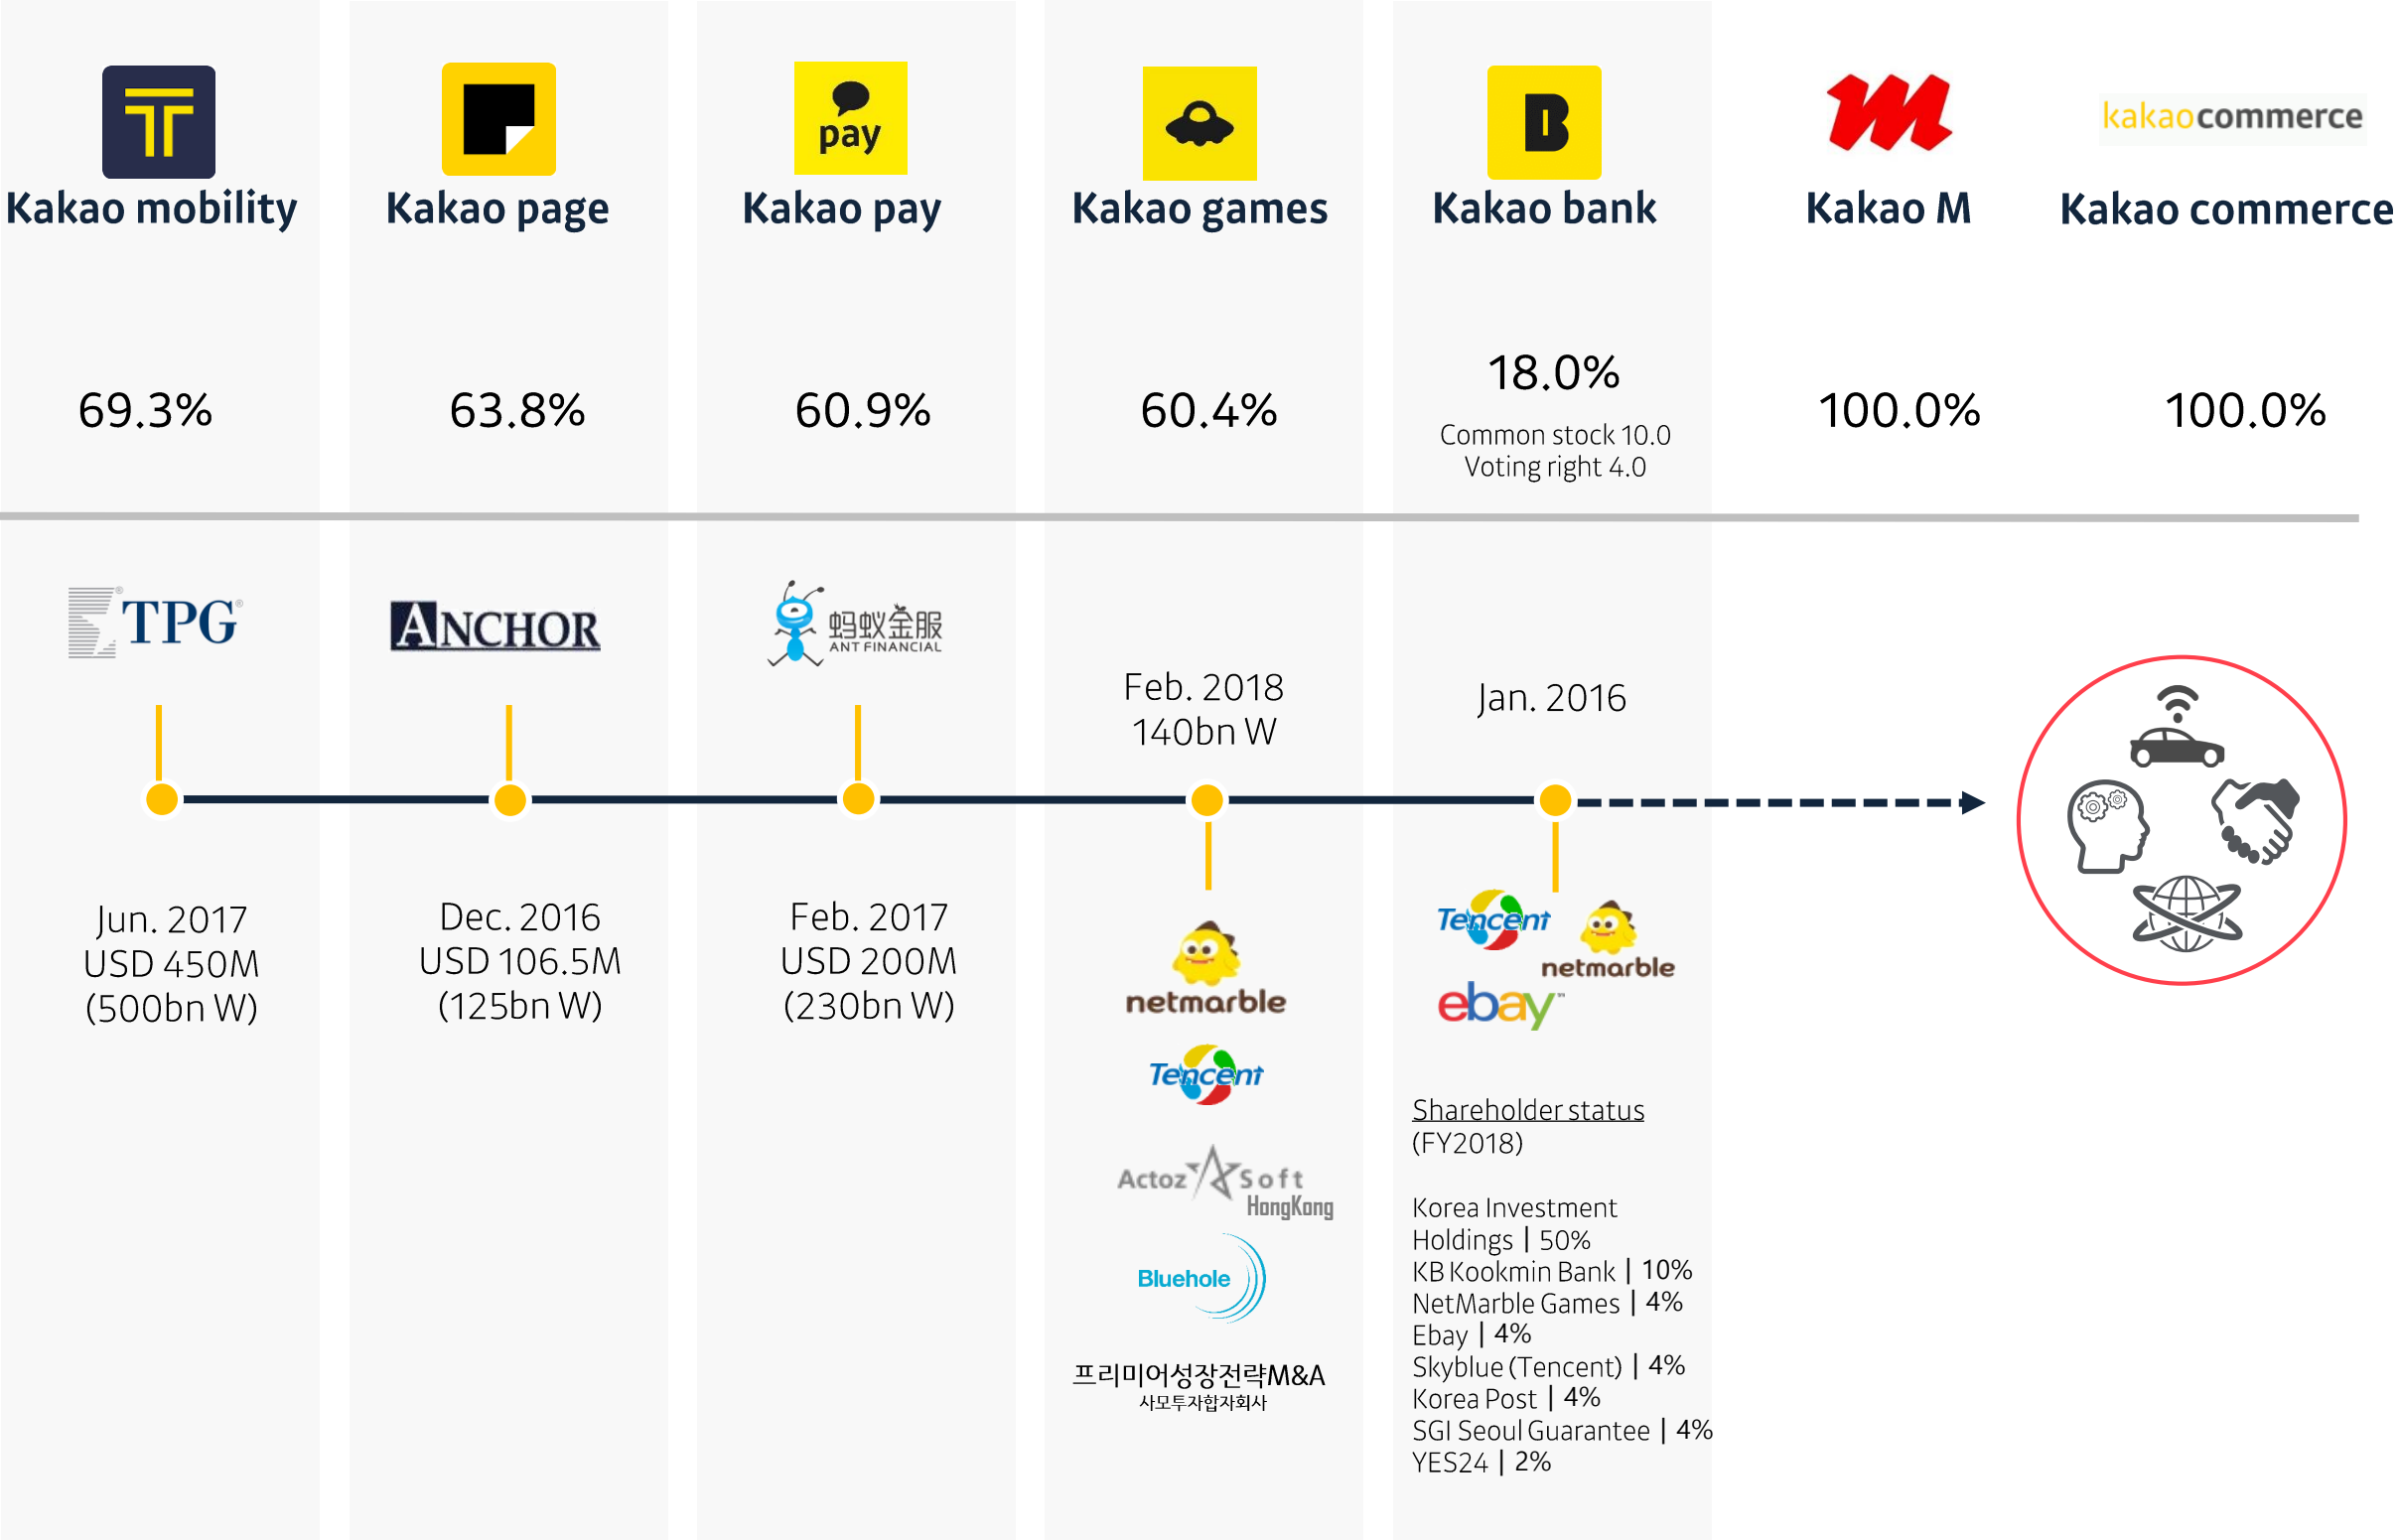 Kakao mobility
69.3%
TPG
Jun. 2017
USD 450M
(500bn W)
Kakao page
63.8%
ANCHOR
Dec. 2016
USD 106.5M
(125bn W)
pay
Kakao pay
60.9%
蚂蚁金服
ANT FINANCIAL
Feb. 2017
USD 200M
(230bn W)
Kakao games
60.4%
Feb. 2018
140bn W
netmarble
Tencent
Actoz Soft
HongKong
Bluehole
프리미어성장전략M&A
사모투자합자회사
B
Kakao bank
18.0%
Common stock 10.0
Voting right 4.0
Jan. 2016
Tencent
netmarble
ebay™
Shareholder status
(FY2018)
Korea Investment
Holdings | 50%
KB Kookmin Bank | 10%
NetMarble Games | 4%
Ebay | 4%
Skyblue (Tencent) | 4%
Korea Post | 4%
SGI Seoul Guarantee | 4%
YES24 | 2%
M
Kakao M
100.0%
kakaocommerce
Kakao commerce
100.0%